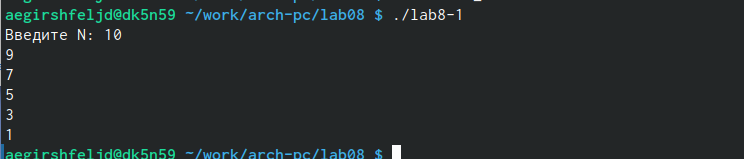 aegirshfeljd@dk5n59 ~/work/arch-pc/lab08 $ ./lab8-1
Введите N: 10
9
7
5
3
1
aegirshfeljd@dk5n59 ~/work/arch-pc/lab08 $